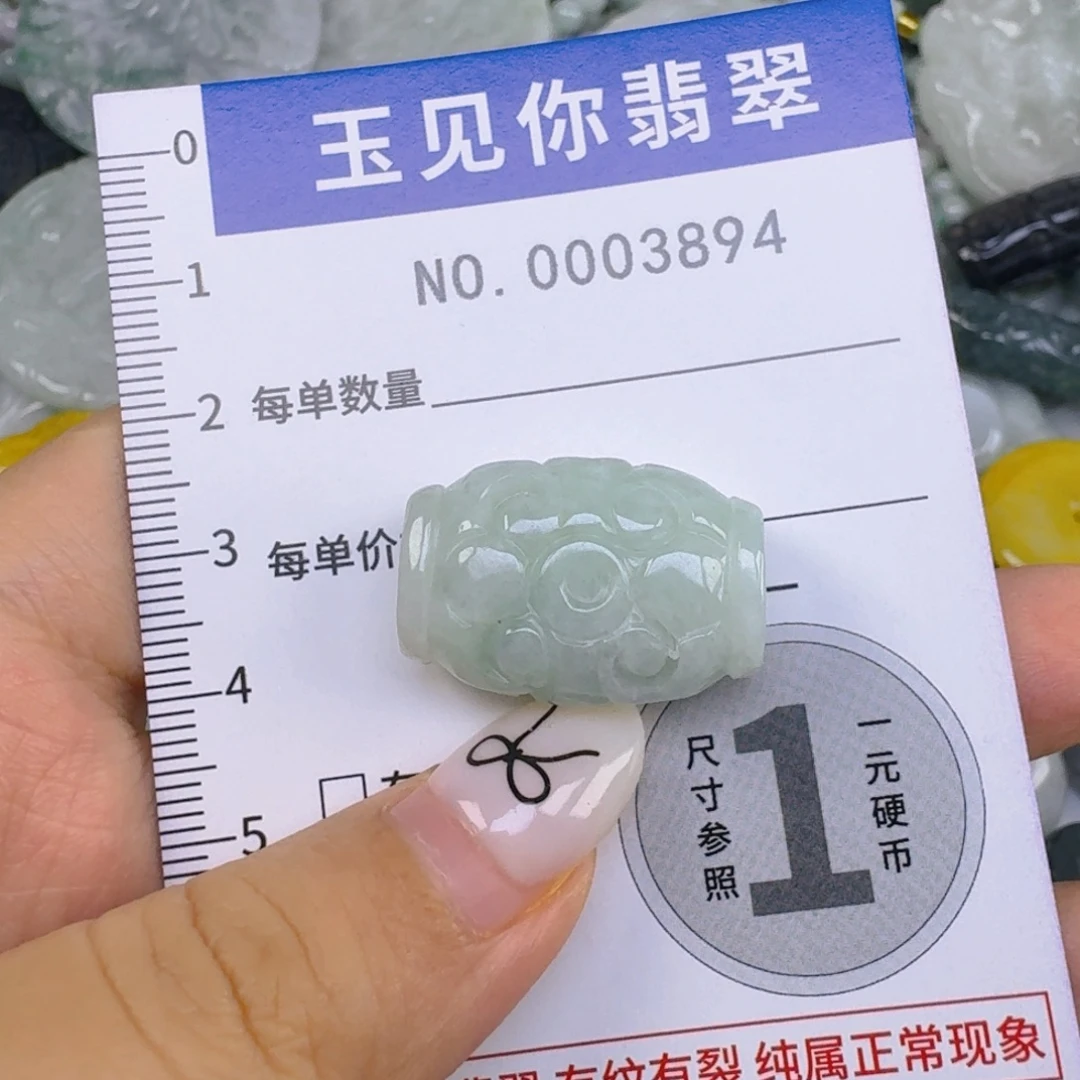 玉见你翡翠
NO.0003894
0
1
2
3
4
5
每单数量
每单价
尺寸参照
1
一元硬币
有纹有裂 纯属正常现象